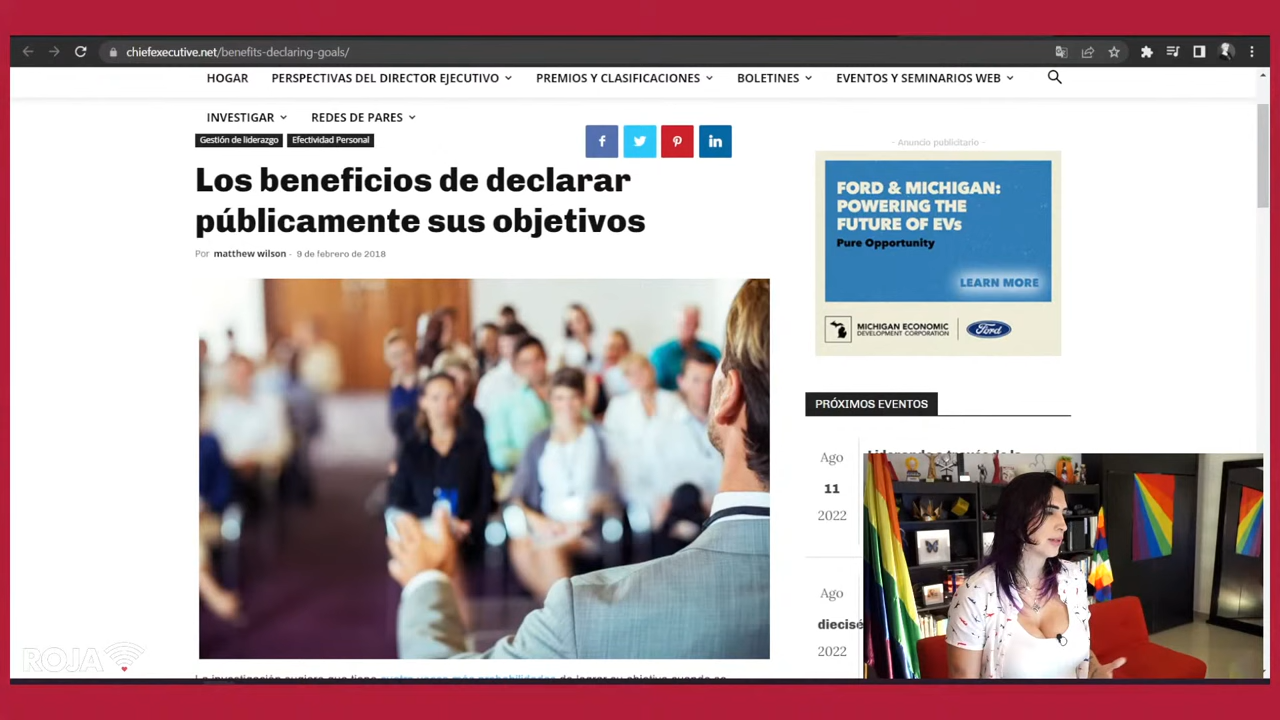 chiefexecutive.net/benefits-declaring-goals/
HOGAR PERSPECTIVAS DEL DIRECTOR EJECUTIVO PREMIOS Y CLASIFICACIONES BOLETINES EVENTOS Y SEMINARIOS WEB
INVESTIGAR REDES DE PARES
Gestión de liderazgo Efectividad Personal
Los beneficios de declarar
públicamente sus objetivos
Por matthew wilson - 9 de febrero de 2018
- Anuncio publicitario -
FORD & MICHIGAN:
POWERING THE
FUTURE OF EVs
Pure Opportunity
LEARN MORE
MICHIGAN ECONOMIC
DEVELOPMENT CORPORATION
Ford
PRÓXIMOS EVENTOS
Ago
11
2022
Ago
diecisé
2022
ROJA